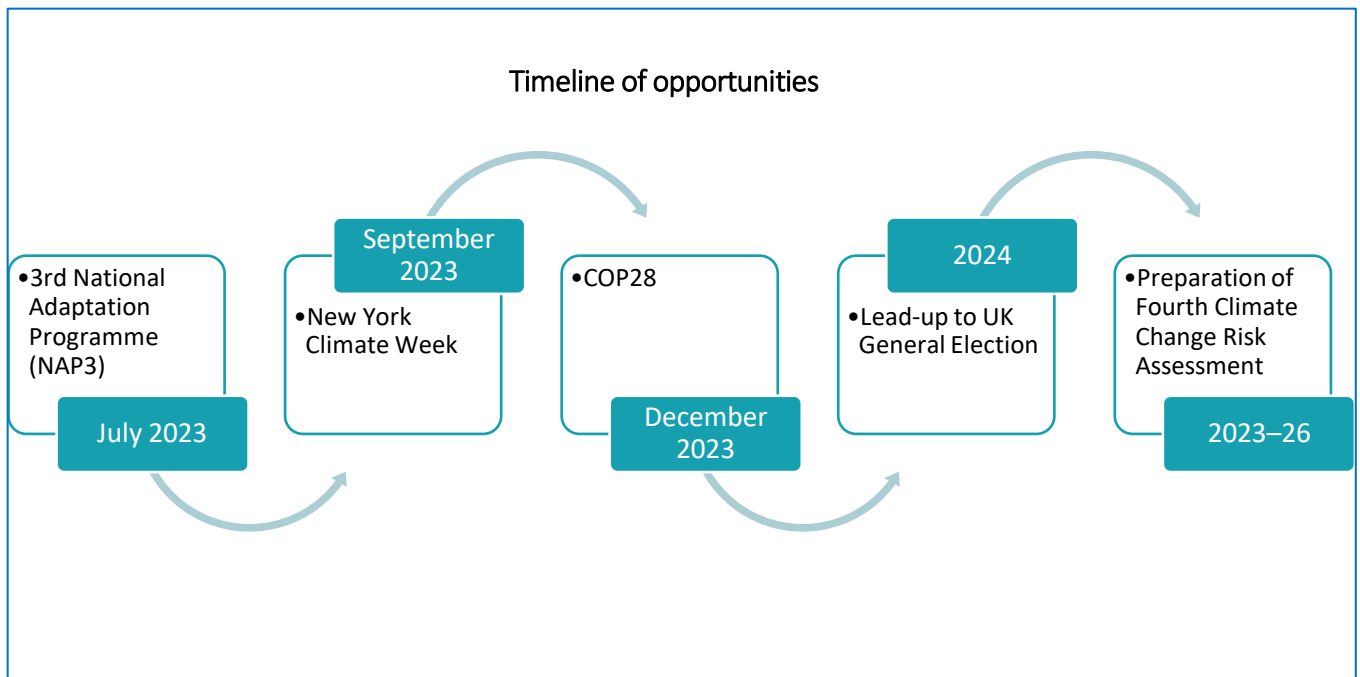 Timeline of opportunities
•3rd National
Adaptation
Programme
(NAP3)
July 2023
September
2023
•New York
Climate Week
•COP28
December
2023
2024
•Lead-up to UK
General Election
•Preparation of
Fourth Climate
Change Risk
Assessment
2023–26